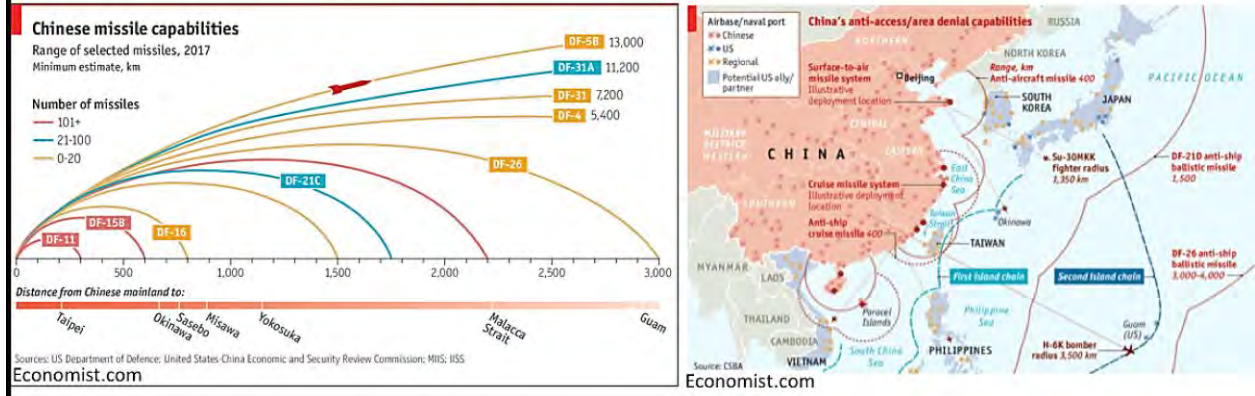 Chinese missile capabilities
Range of selected missiles, 2017
Minimum estimate, km
Number of missiles
101+
21-100
0-20
DF-5B 13,000
DF-31A 11,200
DF-31 7,200
DF-4 5,400
DF-26
DF-21C
DF-15B
DF-16
DF-11
0 500 1,000 1,500 2,000 2,500 3,000
Distance from Chinese mainland to:
Taipei
Okinawa
Sasebo
Misawa
Yokosuka
Malacca
Strait
Guam
Sources: US Department of Defence; United States-China Economic and Security Review Commission; MIIS; IISS
Economist.com
China's anti-access/area denial capabilities
Airbase/naval port
Chinese
US
Regional
Potential US ally/
partner
RUSSIA
NORTHERN
NORTH KOREA
Surface-to-air
missile system
Illustrative
deployment location
Beijing
Range, km
Anti-aircraft missile 400
PACIFIC OCEAN
SOUTH
KOREA
JAPAN
CENTRAL
MILITARY
DISTRICT
WESTERN
CHINA
EASTERN
Su-30MKK
fighter radius
1,350 km
DF-21D anti-ship
ballistic missile
1,500
East
China
Sea
Cruise missile system
Illustrative deployment of
location
SOUTHERN
Taiwan
Strait
Okinawa
Anti-ship
cruise missile 400
TAIWAN
DF-26 anti-ship
ballistic missile
3,000-4,000
MYANMAR
LAOS
First Island chain
Second Island chain
Paracel
Islands
Philippine
Sea
THAILAND
CAMBODIA
Guam
(US)
VIETNAM
South China
Sea
PHILIPPINES
H-6K bomber
radius 3,500 km
Source: CSBA
Economist.com